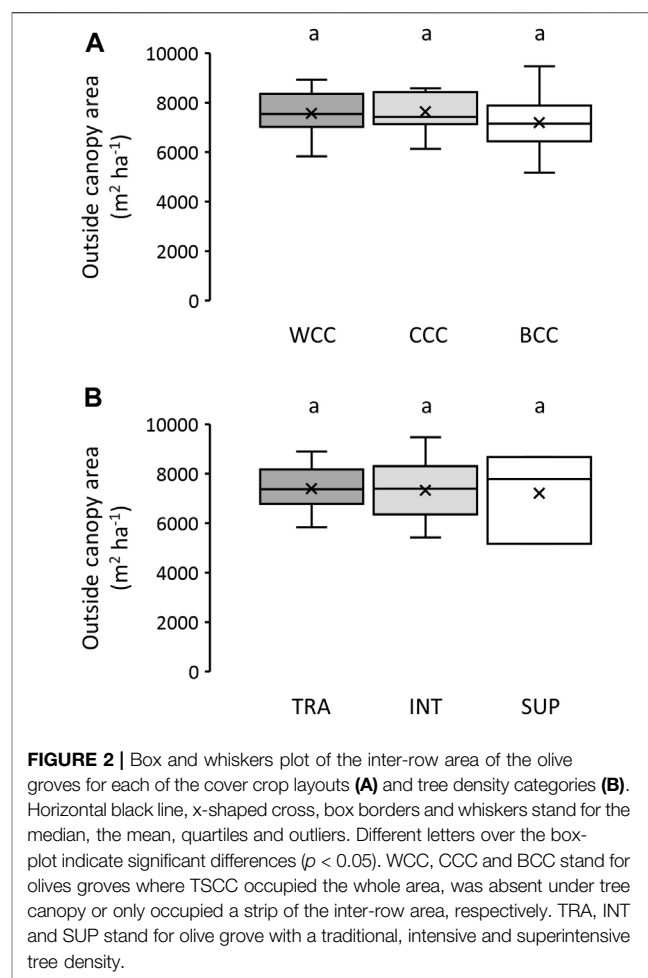 A
a a a
Outside canopy area
(m² ha⁻¹)
10000
8000
6000
4000
2000
0
WCC CCC BCC
B
a a a
Outside canopy area
(m² ha⁻¹)
10000
8000
6000
4000
2000
0
TRA INT SUP
FIGURE 2 | Box and whiskers plot of the inter-row area of the olive
groves for each of the cover crop layouts (A) and tree density categories (B).
Horizontal black line, x-shaped cross, box borders and whiskers stand for the
median, the mean, quartiles and outliers. Different letters over the box-
plot indicate significant differences (p < 0.05). WCC, CCC and BCC stand for
olives groves where TSCC occupied the whole area, was absent under tree
canopy or only occupied a strip of the inter-row area, respectively. TRA, INT
and SUP stand for olive grove with a traditional, intensive and superintensive
tree density.